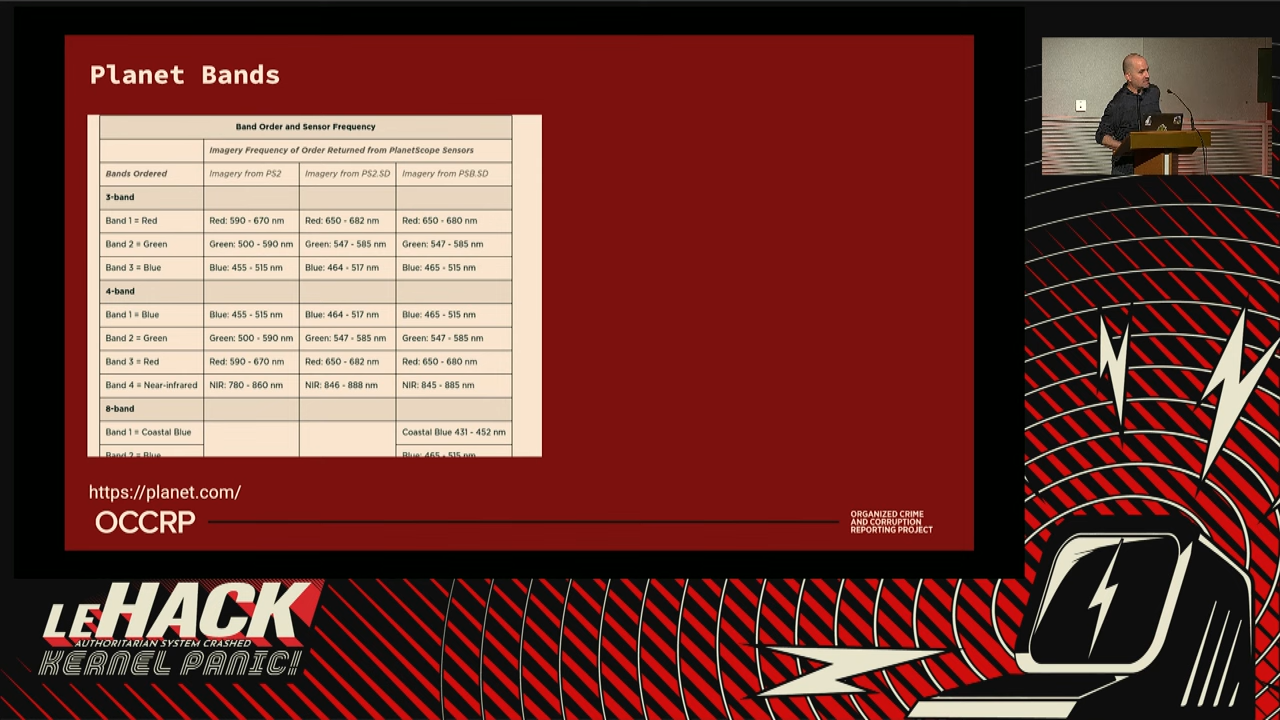 Planet Bands
Band Order and Sensor Frequency
Imagery Frequency of Order Returned from PlanetScope Sensors
Bands Ordered Imagery from PS2 Imagery from PS2.SD Imagery from PSB.SD
3-band
Band 1 = Red Red: 590 - 670 nm Red: 650 - 682 nm Red: 650 - 680 nm
Band 2 = Green Green: 500 - 590 nm Green: 547 - 585 nm Green: 547 - 585 nm
Band 3 = Blue Blue: 455 - 515 nm Blue: 464 - 517 nm Blue: 465 - 515 nm
4-band
Band 1 = Blue Blue: 455 - 515 nm Blue: 464 - 517 nm Blue: 465 - 515 nm
Band 2 = Green Green: 500 - 590 nm Green: 547 - 585 nm Green: 547 - 585 nm
Band 3 = Red Red: 590 - 670 nm Red: 650 - 682 nm Red: 650 - 680 nm
Band 4 = Near-infrared NIR: 780 - 860 nm NIR: 846 - 888 nm NIR: 845 - 885 nm
8-band
Band 1 = Coastal Blue Coastal Blue 431 - 452 nm
Band 2 = Blue Blue: 465 - 515 nm
https://planet.com/
OCCRP
ORGANIZED CRIME
AND CORRUPTION
REPORTING PROJECT
LEHACK
AUTHORITARIAN SYSTEM CRASHED
KERNEL PANIC!